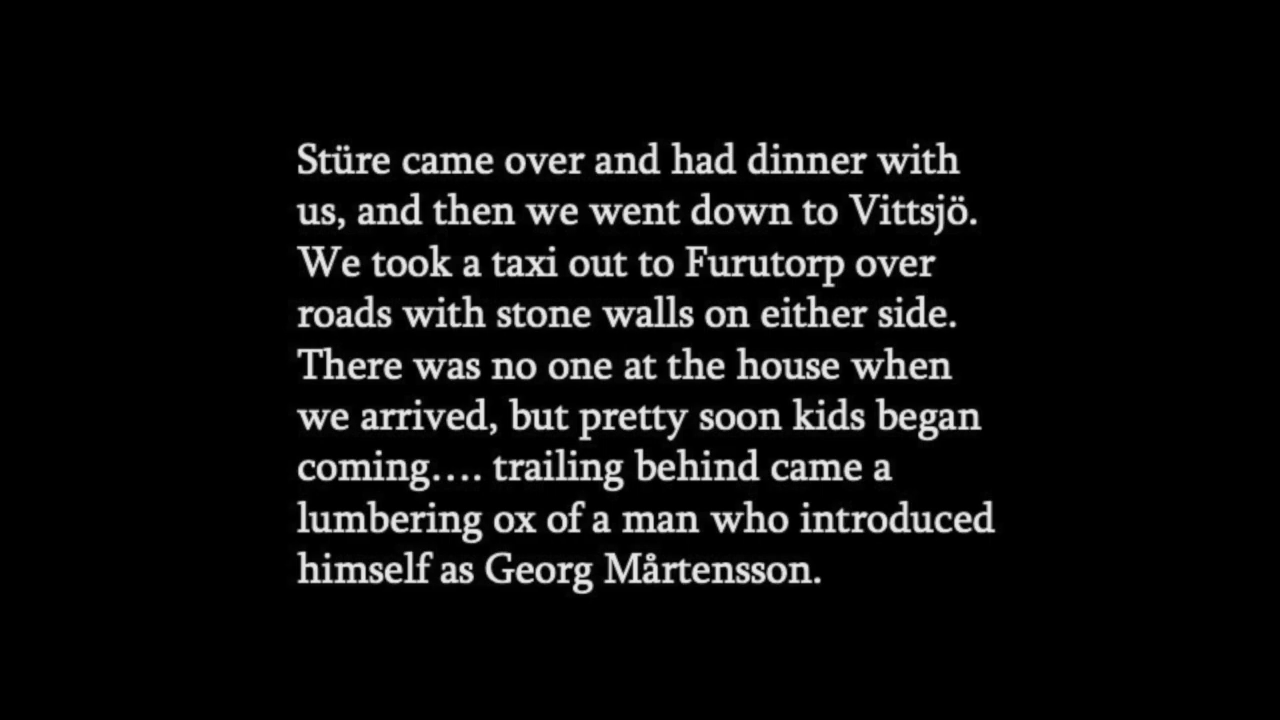 Stüre came over and had dinner with
us, and then we went down to Vittsjö.
We took a taxi out to Furutorp over
roads with stone walls on either side.
There was no one at the house when
we arrived, but pretty soon kids began
coming.... trailing behind came a
lumbering ox of a man who introduced
himself as Georg Mårtensson.